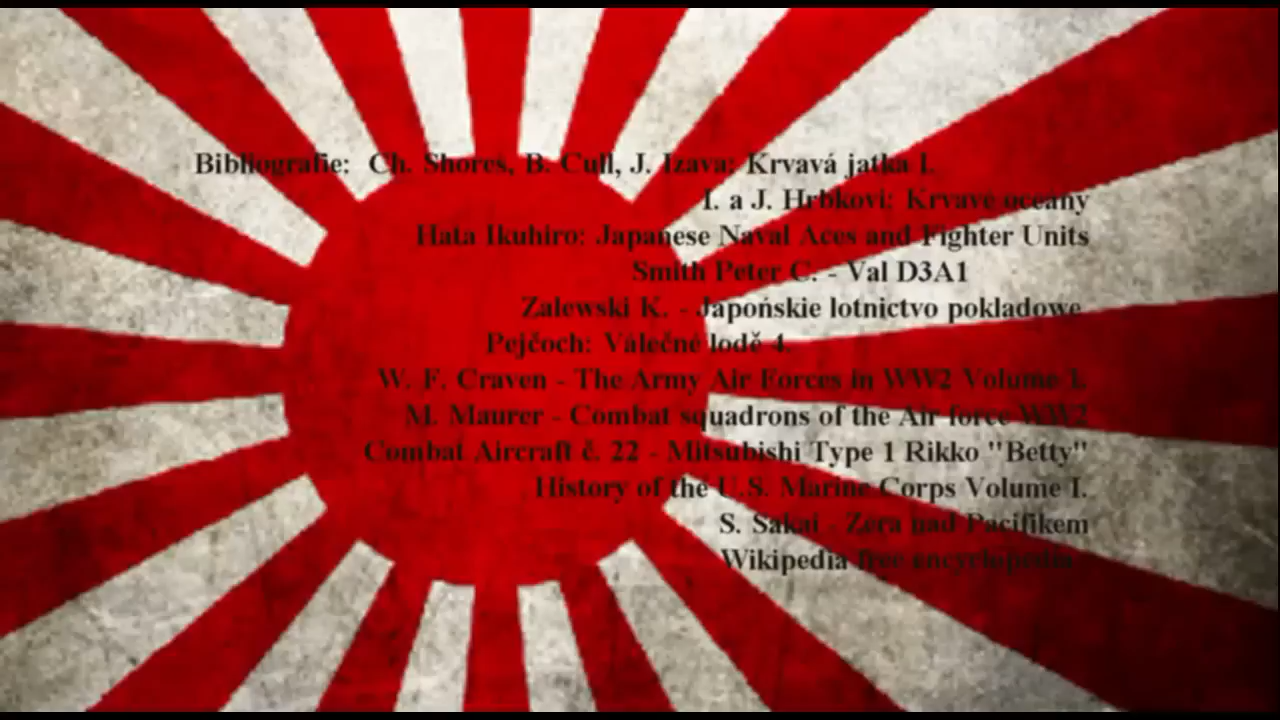 Bibliografie: Ch. Shores, B. Cull, J. Izava: Krvavá jatka I.
I. a J. Hrbkovi: Krvavé oceány
Hata Ikuhiro: Japanese Naval Aces and Fighter Units
Smith Peter C. - Val D3A1
Zalewski K. - Japońskie lotnictvo pokladowe
Pejčoch: Válečné lodě 4.
W. F. Craven - The Army Air Forces in WW2 Volume I.
M. Maurer - Combat squadrons of the Air force WW2
Combat Aircraft č. 22 - Mitsubishi Type 1 Rikko "Betty"
History of the U.S. Marine Corps Volume I.
S. Sakai - Zera nad Pacifikem
Wikipedia free encyclopedia